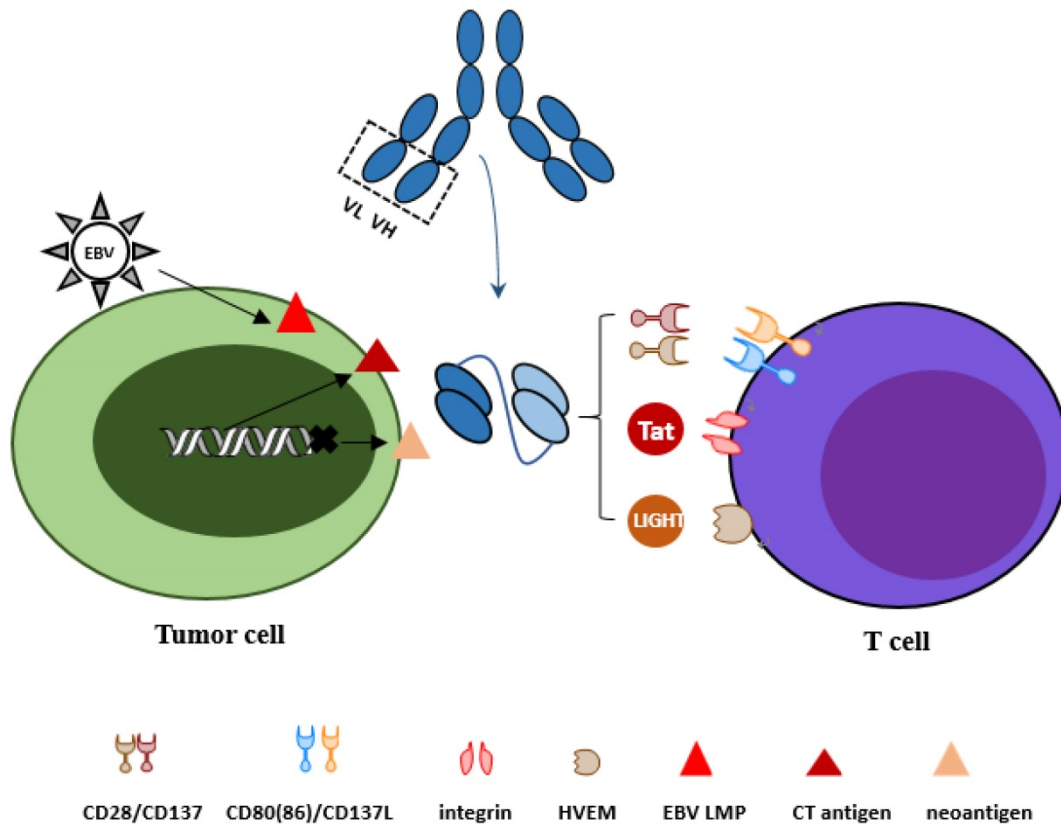 VL VH
EBV
Tat
LIGHT
Tumor cell
T cell
CD28/CD137
CD80(86)/CD137L
integrin
HVEM
EBV LMP
CT antigen
neoantigen